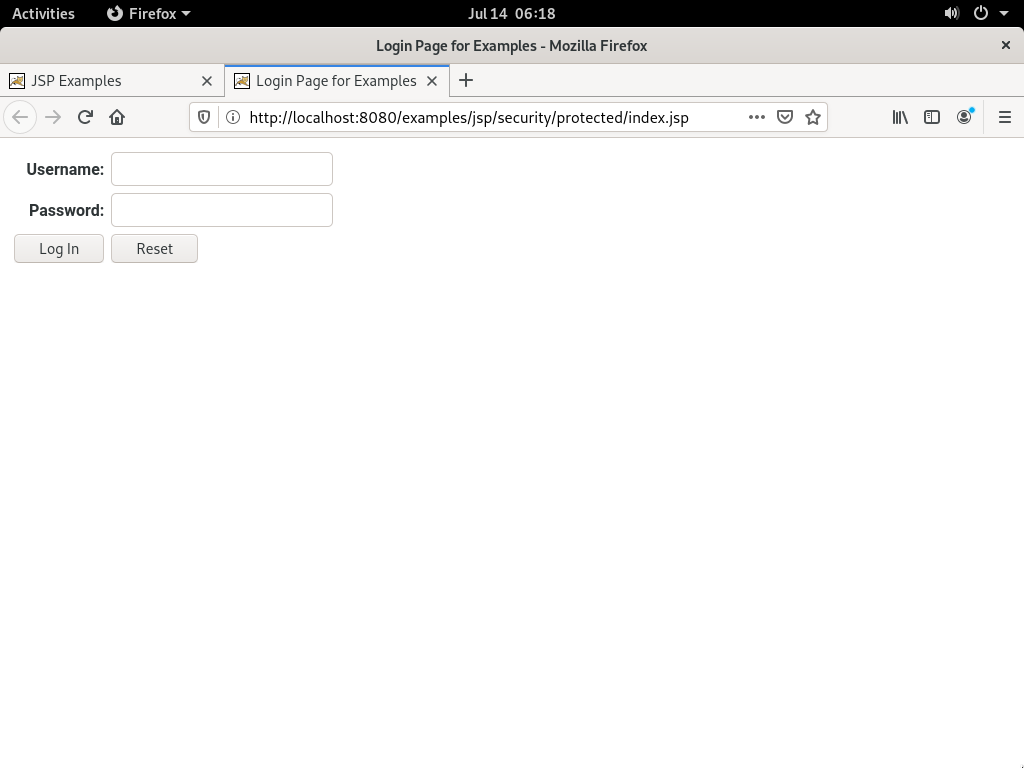 Activities Firefox Jul 14 06:18
Login Page for Examples - Mozilla Firefox
JSP Examples Login Page for Examples
http://localhost:8080/examples/jsp/security/protected/index.jsp
Username:
Password:
Log In Reset